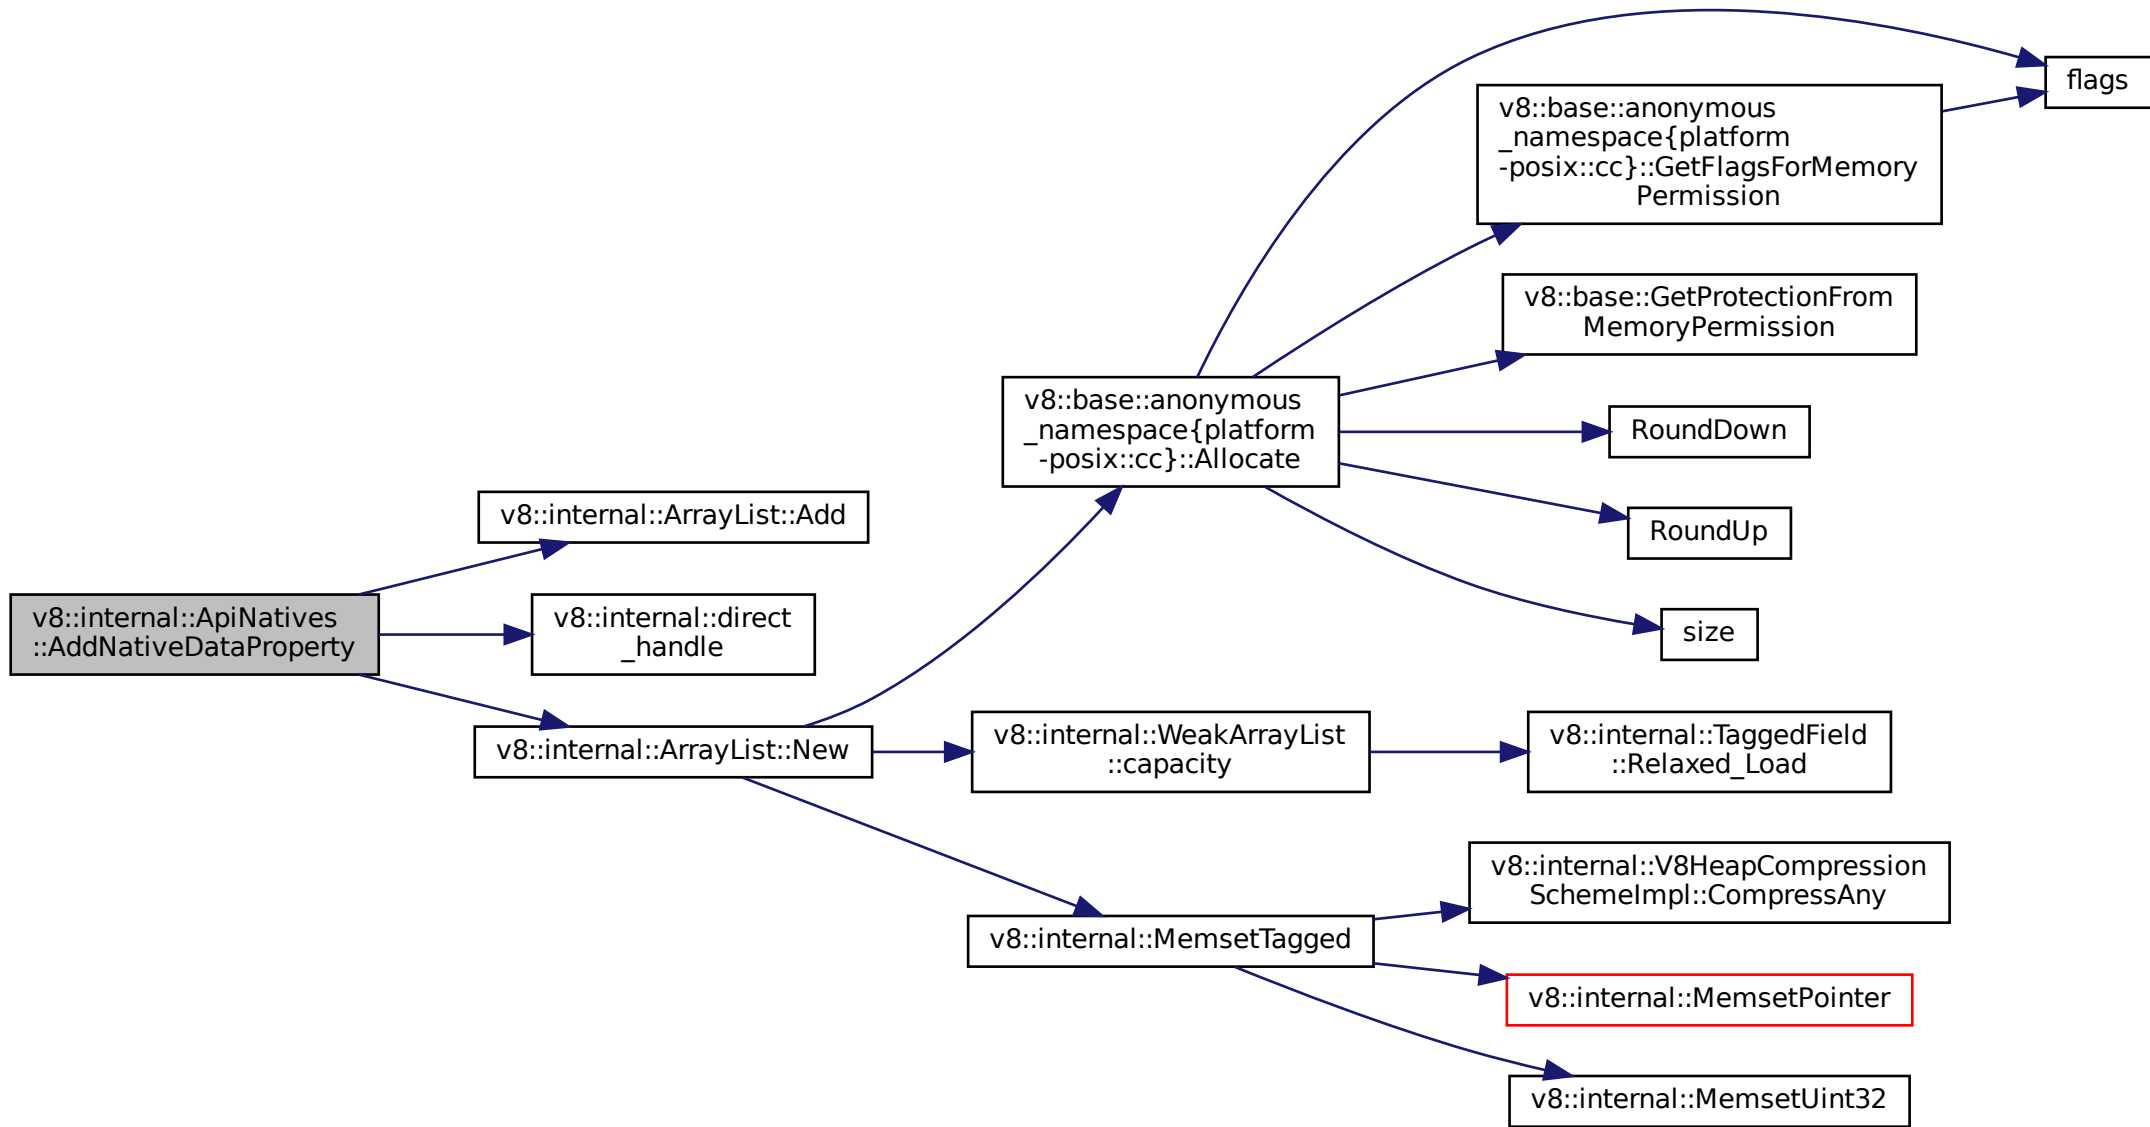 v8::internal::ApiNatives
::AddNativeDataProperty
v8::internal::ArrayList::Add
v8::internal::direct
_handle
v8::internal::ArrayList::New
v8::base::anonymous
_namespace{platform
-posix::cc}::Allocate
v8::internal::WeakArrayList
::capacity
v8::internal::MemsetTagged
flags
v8::base::anonymous
_namespace{platform
-posix::cc}::GetFlagsForMemory
Permission
v8::base::GetProtectionFrom
MemoryPermission
RoundDown
RoundUp
size
v8::internal::TaggedField
::Relaxed_Load
v8::internal::V8HeapCompression
SchemeImpl::CompressAny
v8::internal::MemsetPointer
v8::internal::MemsetUint32